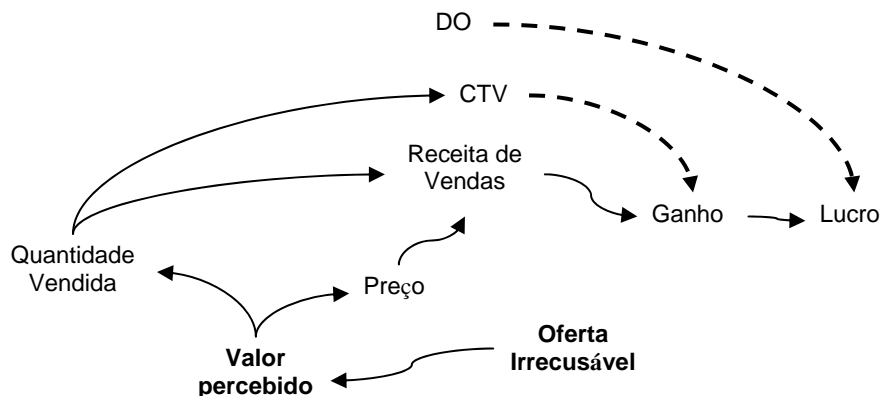 DO
CTV
Receita de
Vendas
Ganho
Lucro
Quantidade
Vendida
Preço
Oferta
Irrecusável
Valor
percebido